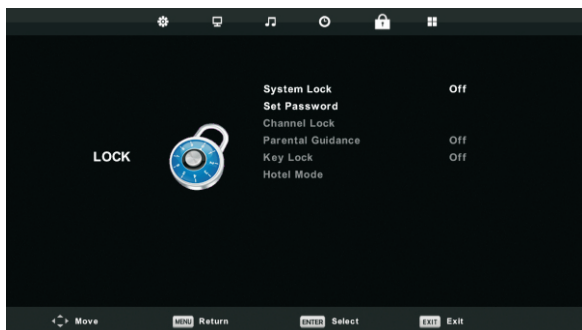 System Lock Off
Set Password
Channel Lock
Parental Guidance Off
Key Lock Off
Hotel Mode
LOCK
Move MENU Return ENTER Select EXIT Exit